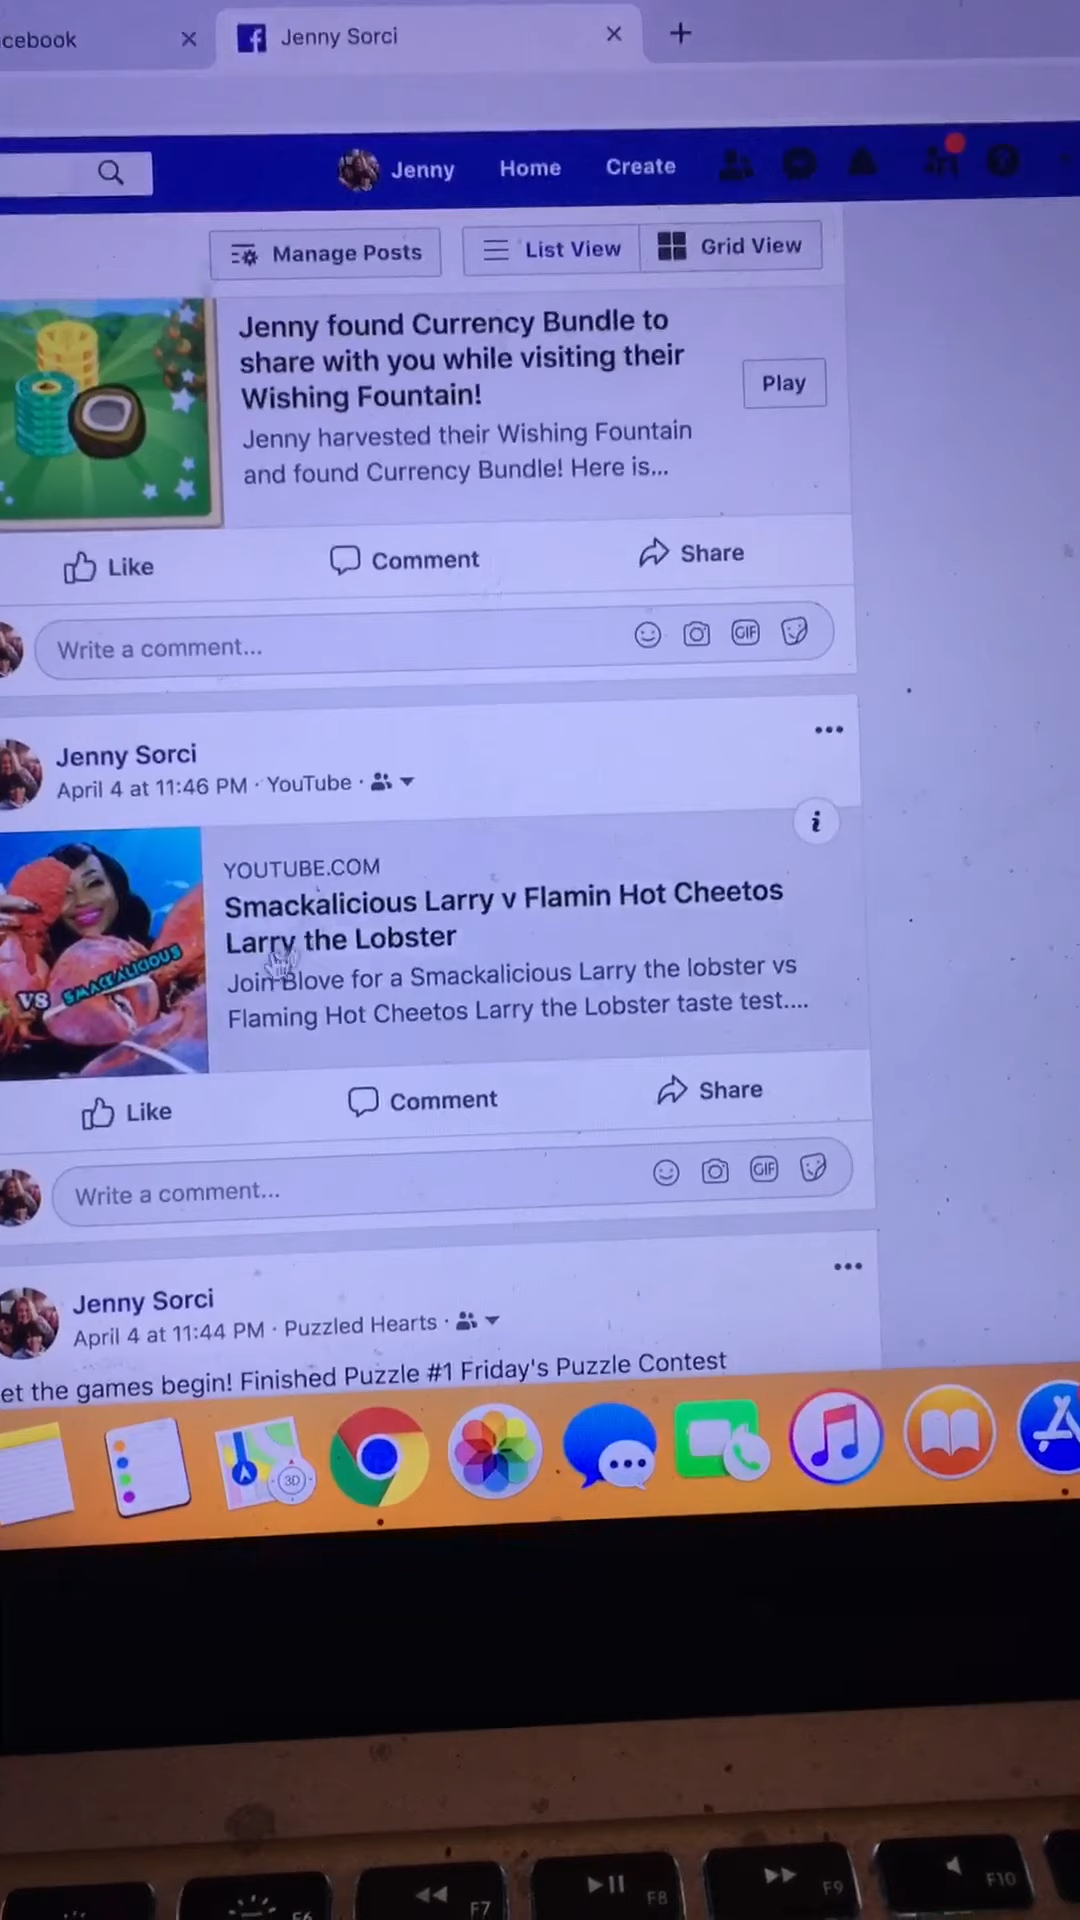 cebook
Jenny Sorci
Jenny Home Create
Manage Posts List View Grid View
Jenny found Currency Bundle to
share with you while visiting their
Wishing Fountain!
Play
Jenny harvested their Wishing Fountain
and found Currency Bundle! Here is...
Like Comment Share
Write a comment...
GIF
Jenny Sorci
April 4 at 11:46 PM · YouTube ·
YOUTUBE.COM
Smackalicious Larry v Flamin Hot Cheetos
Larry the Lobster
VS SMACKALICIOUS
Join Blove for a Smackalicious Larry the lobster vs
Flaming Hot Cheetos Larry the Lobster taste test....
Like Comment Share
Write a comment...
GIF
Jenny Sorci
April 4 at 11:44 PM · Puzzled Hearts ·
et the games begin! Finished Puzzle #1 Friday's Puzzle Contest
3D
F6 F7 F8 F9 F10